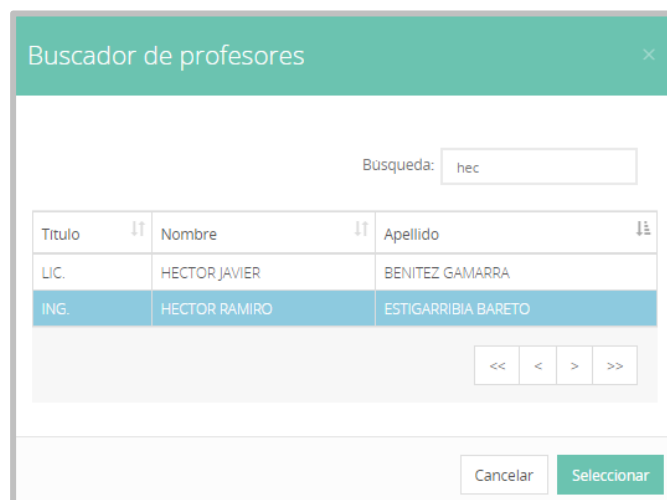 Buscador de profesores ×
Búsqueda: hec
Título Nombre Apellido
LIC. HECTOR JAVIER BENITEZ GAMARRA
ING. HECTOR RAMIRO ESTIGARRIBIA BARETO
<< < > >>
Cancelar Seleccionar